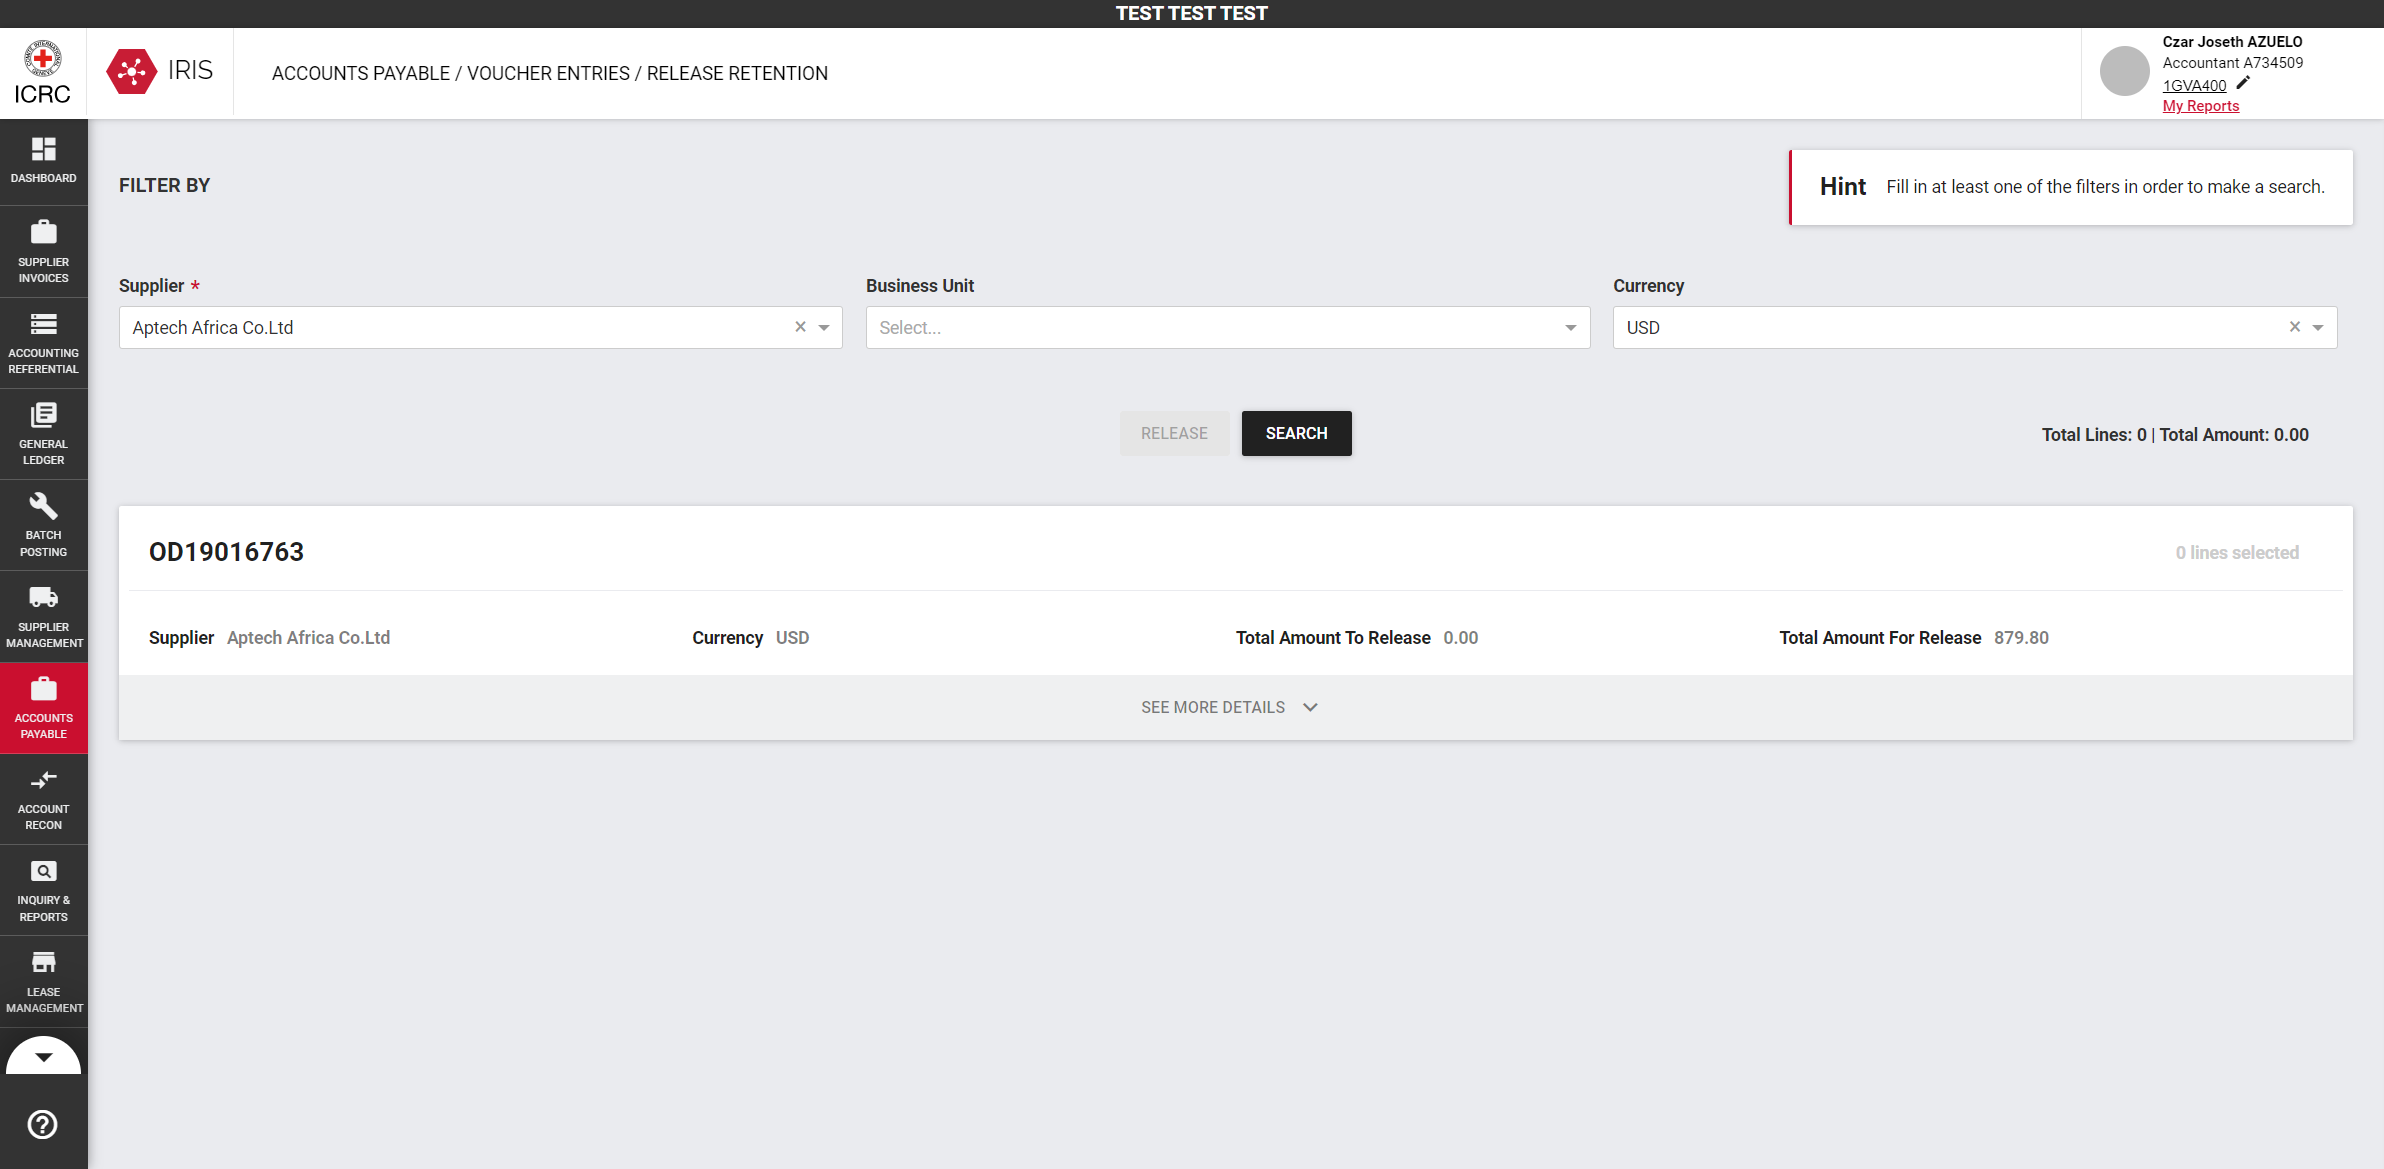 TEST TEST TEST
ICRC
IRIS
ACCOUNTS PAYABLE / VOUCHER ENTRIES / RELEASE RETENTION
Czar Joseth AZUELO
Accountant A734509
1GVA400
My Reports
DASHBOARD
SUPPLIER
INVOICES
ACCOUNTING
REFERENTIAL
GENERAL
LEDGER
BATCH
POSTING
SUPPLIER
MANAGEMENT
ACCOUNTS
PAYABLE
ACCOUNT
RECON
INQUIRY &
REPORTS
LEASE
MANAGEMENT
FILTER BY
Hint Fill in at least one of the filters in order to make a search.
Supplier * Business Unit Currency
Aptech Africa Co.Ltd Select... USD
RELEASE SEARCH Total Lines: 0 | Total Amount: 0.00
OD19016763 0 lines selected
Supplier Aptech Africa Co.Ltd Currency USD Total Amount To Release 0.00 Total Amount For Release 879.80
SEE MORE DETAILS